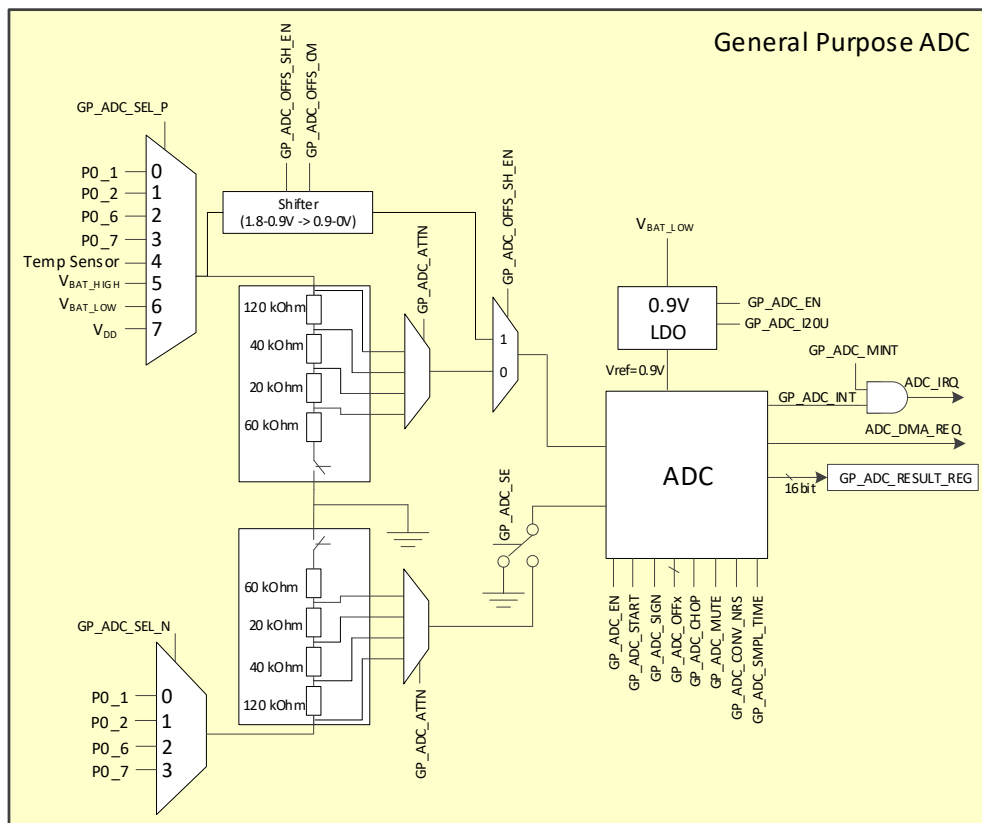 General Purpose ADC
GP_ADC_OFFS_SH_EN
GP_ADC_OFFS_CM
GP_ADC_SEL_P
P0_1
P0_2
P0_6
P0_7
Temp Sensor
VBAT_HIGH
VBAT_LOW
VDD
0
1
2
3
4
5
6
7
Shifter
(1.8-0.9V -> 0.9-0V)
GP_ADC_ATTN
GP_ADC_OFFS_SH_EN
120 kOhm
40 kOhm
20 kOhm
60 kOhm
1
0
VBAT_LOW
0.9V
LDO
GP_ADC_EN
GP_ADC_I20U
Vref=0.9V
GP_ADC_MINT
GP_ADC_INT
ADC_IRQ
ADC_DMA_REQ
ADC
16bit
GP_ADC_RESULT_REG
GP_ADC_SE
GP_ADC_EN
GP_ADC_START
GP_ADC_SIGN
GP_ADC_OFFx
GP_ADC_CHOP
GP_ADC_MUTE
GP_ADC_CONV_NRS
GP_ADC_SMPL_TIME
60 kOhm
20 kOhm
40 kOhm
120 kOhm
GP_ADC_ATTN
GP_ADC_SEL_N
P0_1
P0_2
P0_6
P0_7
0
1
2
3